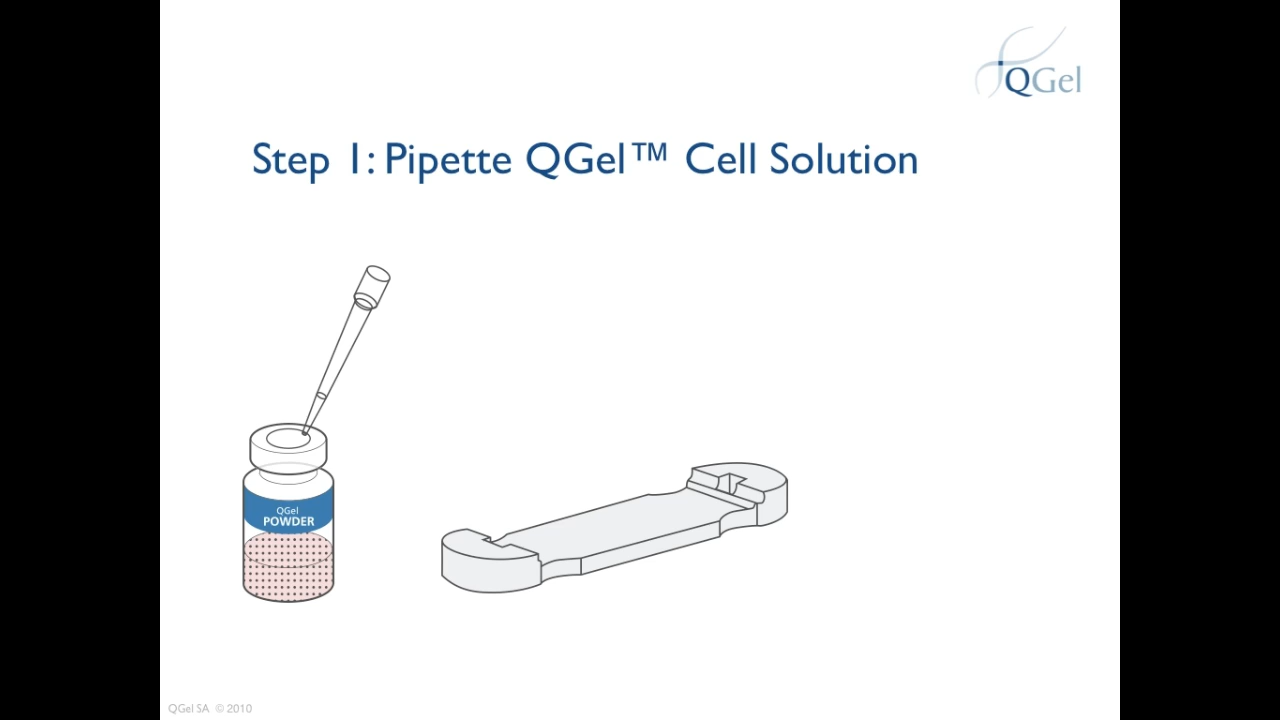 QGel
Step 1: Pipette QGel™ Cell Solution
QGel
POWDER
QGel SA © 2010